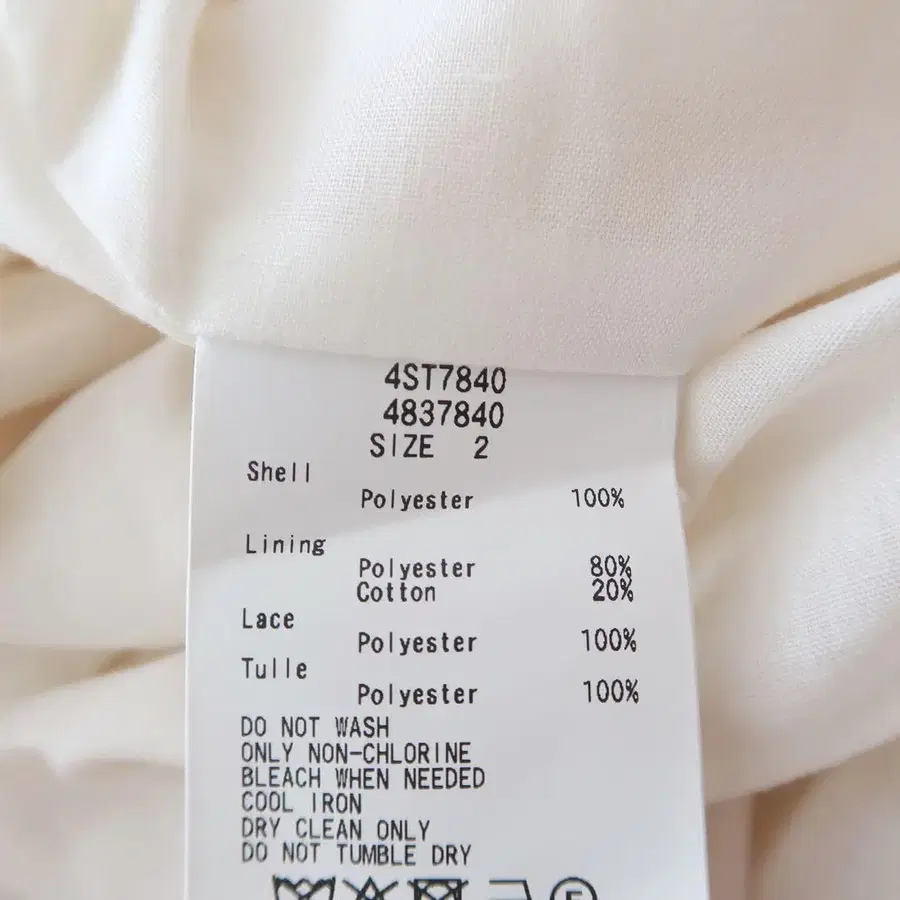 4ST7840
4837840
SIZE 2
Shell
Polyester 100%
Lining
Polyester 80%
Cotton 20%
Lace
Polyester 100%
Tulle
Polyester 100%
DO NOT WASH
ONLY NON-CHLORINE
BLEACH WHEN NEEDED
COOL IRON
DRY CLEAN ONLY
DO NOT TUMBLE DRY